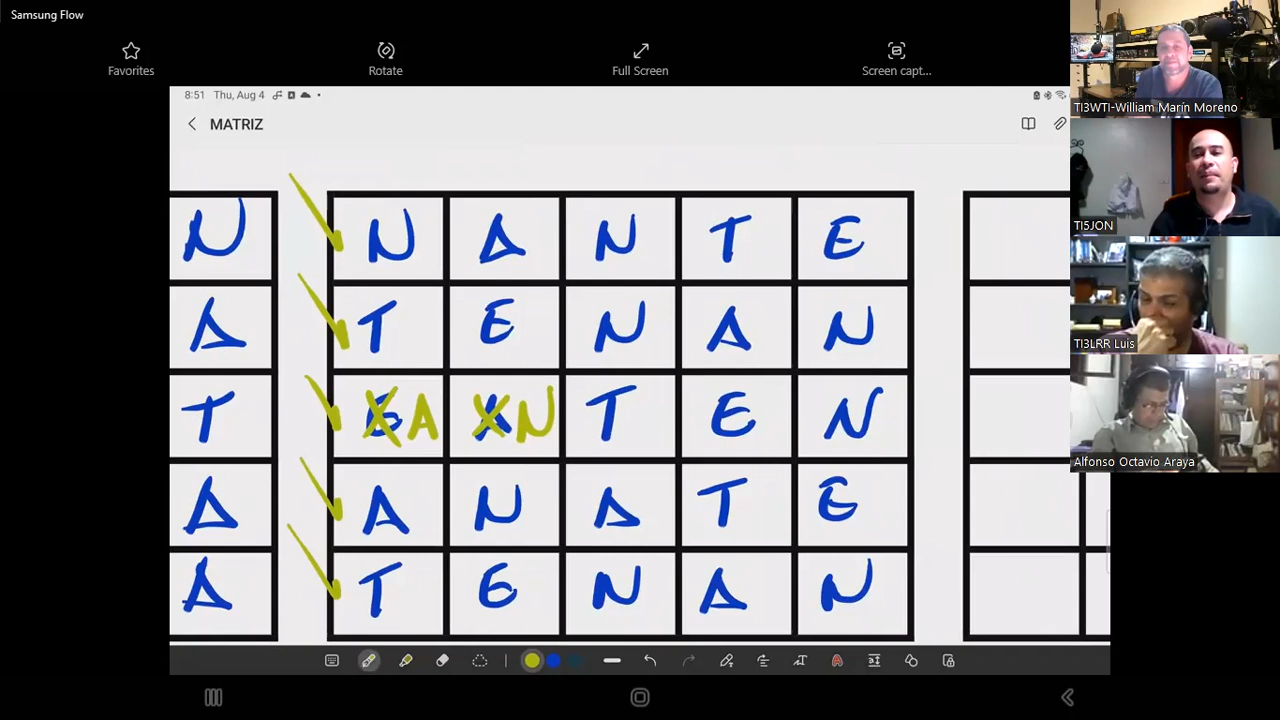 Samsung Flow
Favorites Rotate Full Screen Screen capt...
8:51 Thu, Aug 4
MATRIZ
N N A N T E
A T E N A N
T E A A N T E N
A A N A T E
A T E N A N
TI3WTI-William Marín Moreno
TI5JON
TI3LRR Luis
Alfonso Octavio Araya